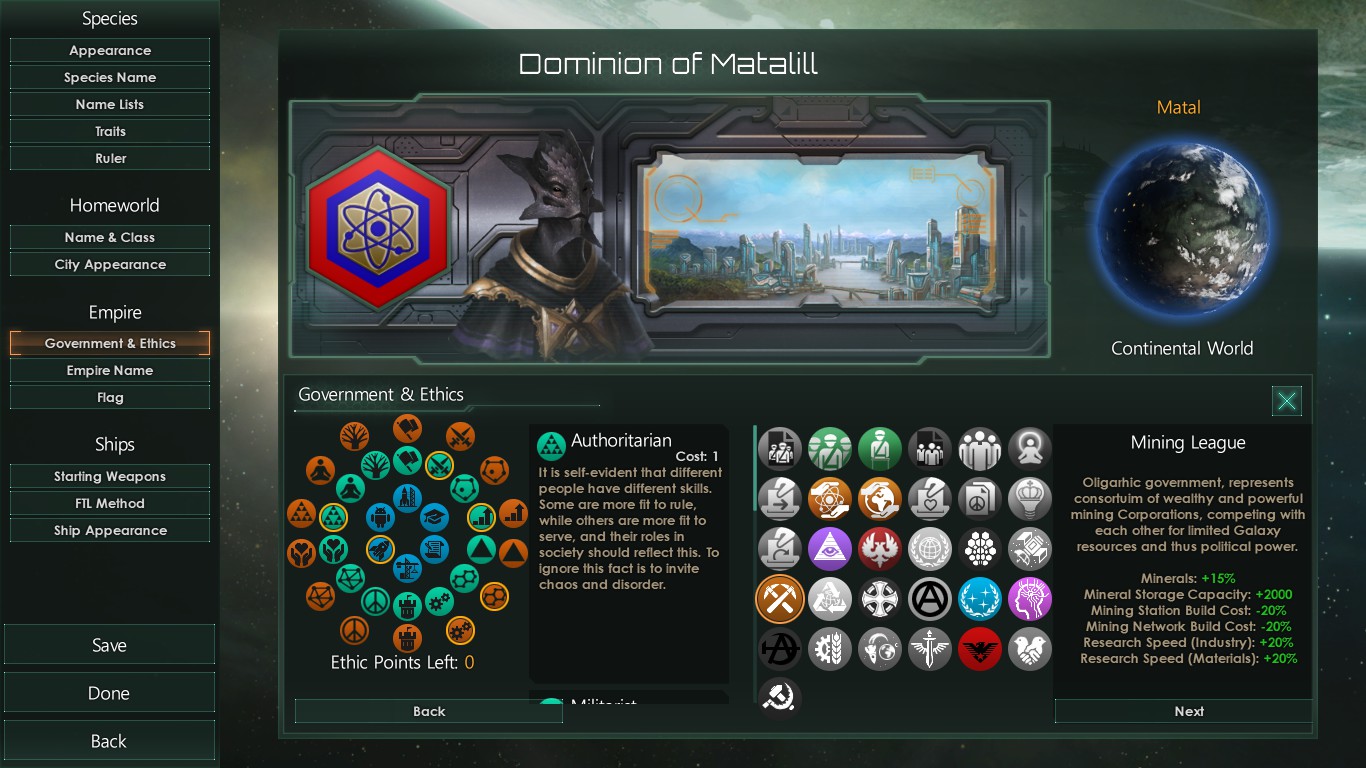 Species
Appearance
Species Name
Name Lists
Traits
Ruler
Homeworld
Name & Class
City Appearance
Empire
Government & Ethics
Empire Name
Flag
Ships
Starting Weapons
FTL Method
Ship Appearance
Save
Done
Back
Dominion of Matalill
Matal
Continental World
Government & Ethics
Ethic Points Left: 0
Authoritarian
Cost: 1
It is self-evident that different
people have different skills.
Some are more fit to rule,
while others are more fit to
serve, and their roles in
society should reflect this. To
ignore this fact is to invite
chaos and disorder.
Militarist
Back
Mining League
Oligarhic government, represents
consortuim of wealthy and powerful
mining Corporations, competing with
each other for limited Galaxy
resources and thus political power.
Minerals: +15%
Mineral Storage Capacity: +2000
Mining Station Build Cost: -20%
Mining Network Build Cost: -20%
Research Speed (Industry): +20%
Research Speed (Materials): +20%
Next